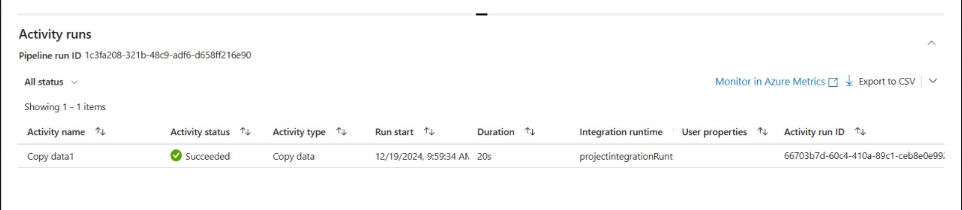 Activity runs
Pipeline run ID 1c3fa208-321b-48c9-adf6-d658ff216e90
All status
Monitor in Azure Metrics Export to CSV
Showing 1 - 1 items
Activity name Activity status Activity type Run start Duration Integration runtime User properties Activity run ID
Copy data1 Succeeded Copy data 12/19/2024, 9:59:34 AM 20s projectintegrationRunt 66703b7d-60c4-410a-89c1-ceb8e0e992